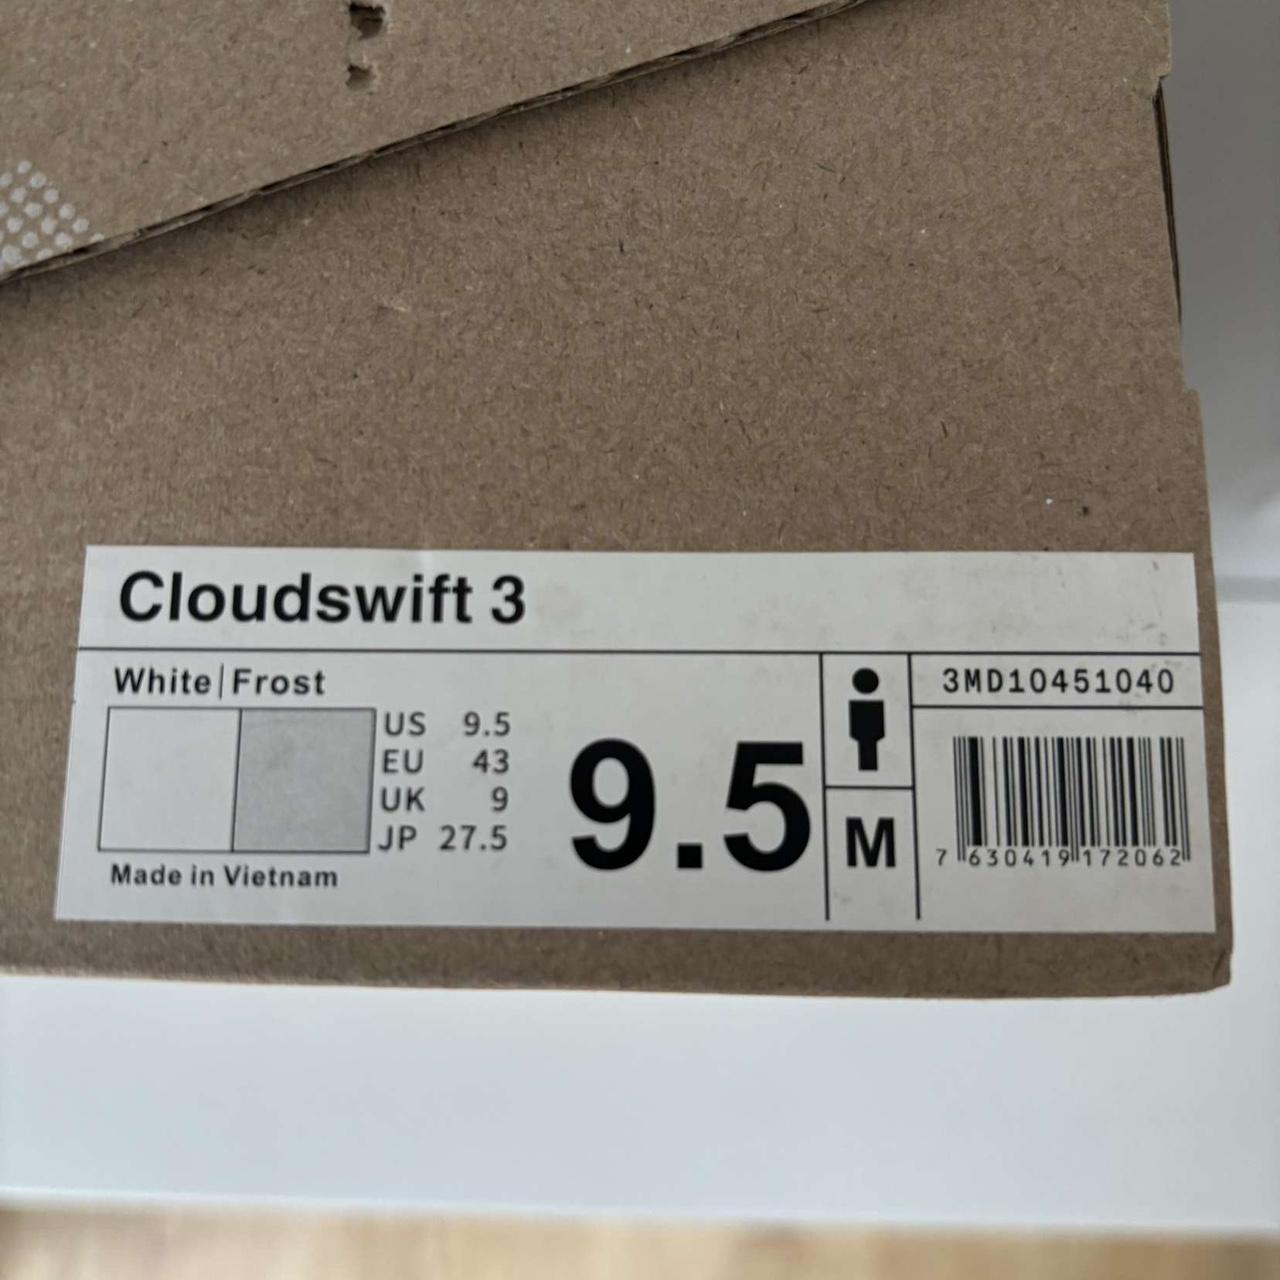 Cloudswift 3
White|Frost
US 9.5
EU 43
UK 9
JP 27.5
Made in Vietnam
9.5
M
3MD10451040
7 630419 172062